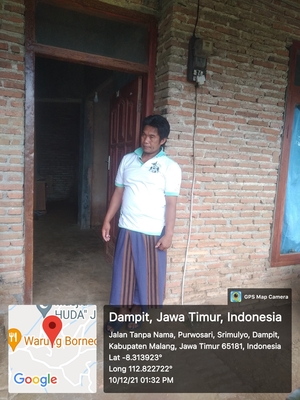 GPS Map Camera
HUDA" J
Warung Borneo
Google
Dampit, Jawa Timur, Indonesia
Jalan Tanpa Nama, Purwosari, Srimulyo, Dampit,
Kabupaten Malang, Jawa Timur 65181, Indonesia
Lat -8.313923°
Long 112.822722°
10/12/21 01:32 PM